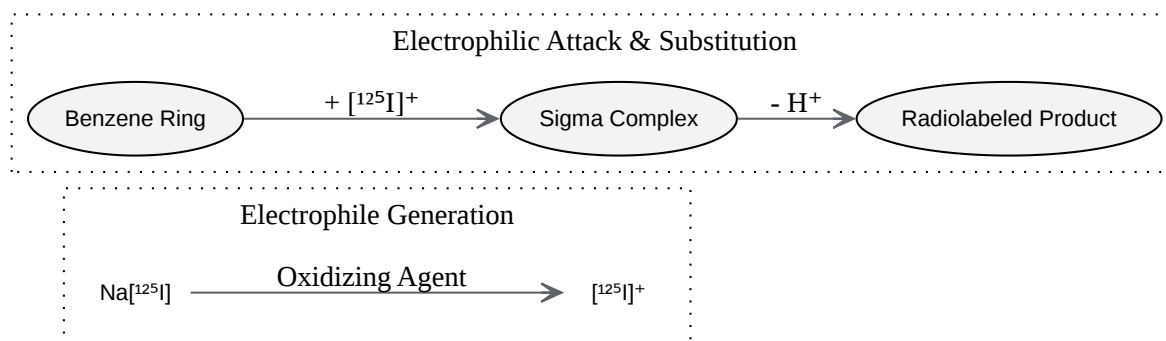 Electrophilic Attack & Substitution
Benzene Ring
+ [¹²⁵I]⁺
Sigma Complex
- H⁺
Radiolabeled Product
Electrophile Generation
Na[¹²⁵I]
Oxidizing Agent
[¹²⁵I]⁺